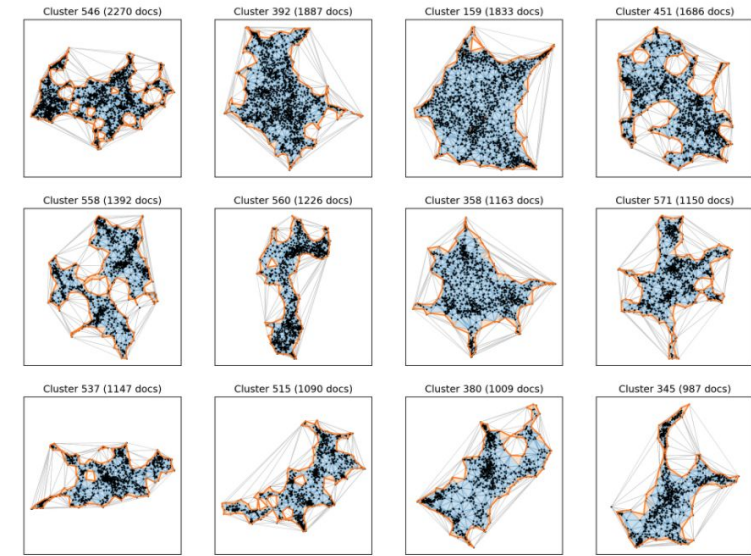 Cluster 546 (2270 docs)
Cluster 392 (1887 docs)
Cluster 159 (1833 docs)
Cluster 451 (1686 docs)
Cluster 558 (1392 docs)
Cluster 560 (1226 docs)
Cluster 358 (1163 docs)
Cluster 571 (1150 docs)
Cluster 537 (1147 docs)
Cluster 515 (1090 docs)
Cluster 380 (1009 docs)
Cluster 345 (987 docs)